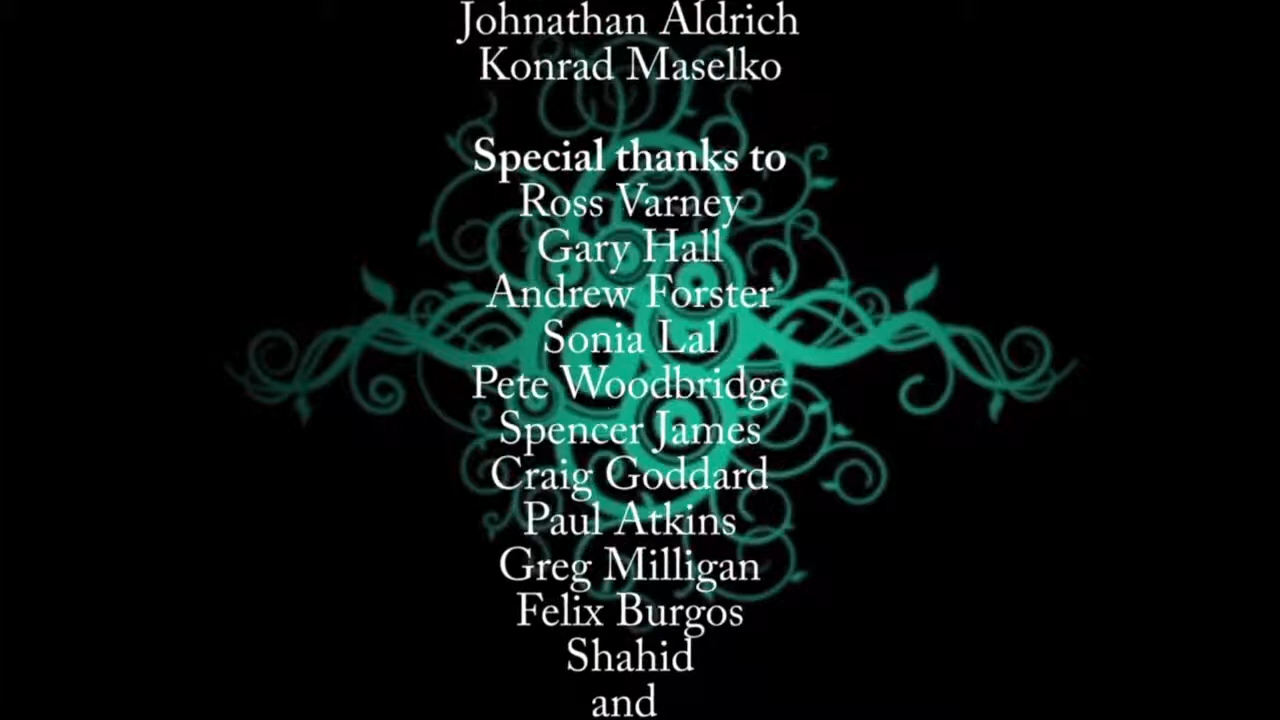 Johnathan Aldrich
Konrad Maselko
Special thanks to
Ross Varney
Gary Hall
Andrew Forster
Sonia Lal
Pete Woodbridge
Spencer James
Craig Goddard
Paul Atkins
Greg Milligan
Felix Burgos
Shahid
and